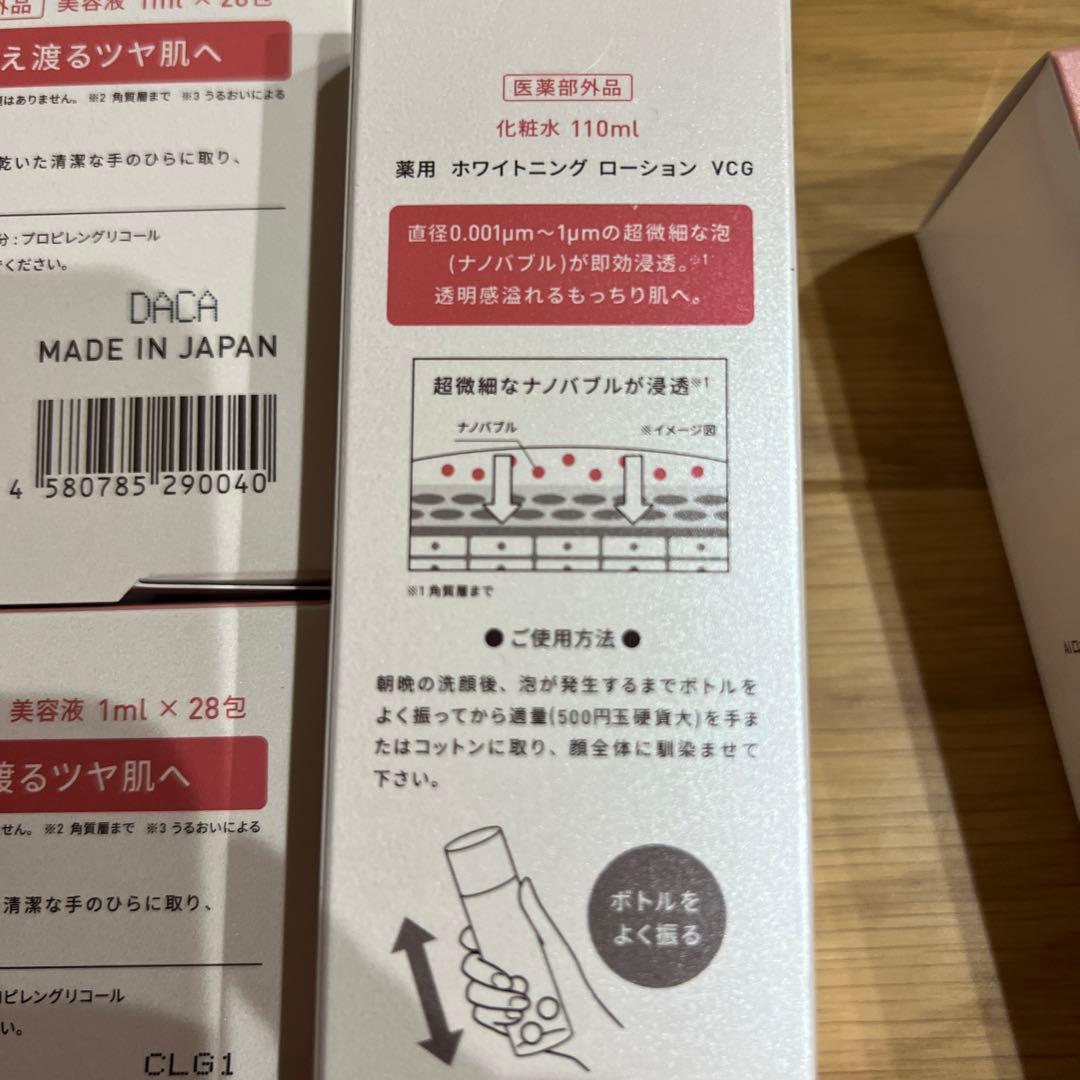 外品 美容液 1ml × 28包
え渡るツヤ肌へ
はありません。 ※2 角質層まで ※3 うるおいによる
乾いた清潔な手のひらに取り、
分:プロピレングリコール
ください。
DACA
MADE IN JAPAN
4 580785 290040
美容液 1ml × 28包
渡るツヤ肌へ
せん。 ※2 角質層まで ※3 うるおいによる
清潔な手のひらに取り、
ピレングリコール
い。
CLG1
医薬部外品
化粧水 110ml
薬用 ホワイトニング ローション VCG
直径0.001μm～1μmの超微細な泡
(ナノバブル)が即効浸透。※1
透明感溢れるもっちり肌へ。
超微細なナノバブルが浸透※1
ナノバブル ※イメージ図
※1 角質層まで
●ご使用方法●
朝晩の洗顔後、泡が発生するまでボトルを
よく振ってから適量(500円玉硬貨大)を手ま
たはコットンに取り、顔全体に馴染ませて
下さい。
ボトルを
よく振る